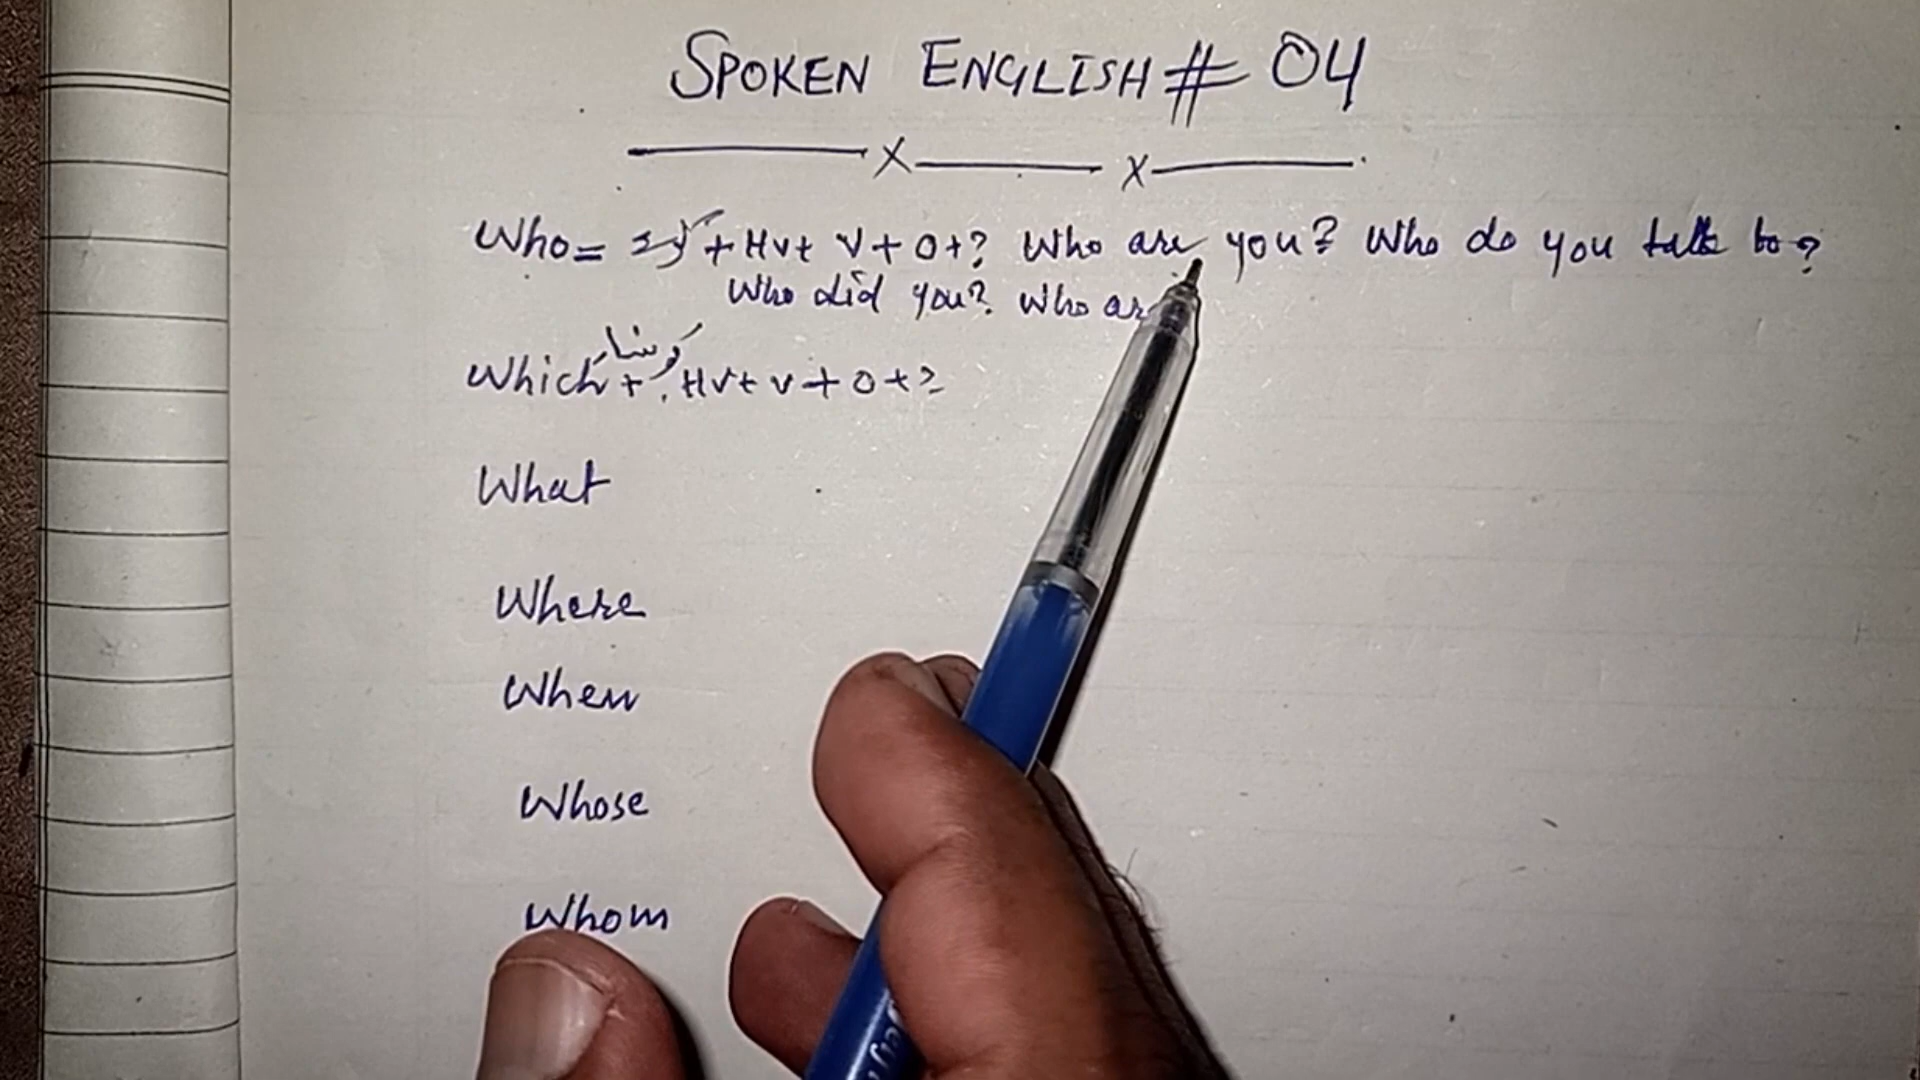 SPOKEN ENGLISH # 04
Who = کون + Hv + V + O + ? Who are you? Who do you talk to?
Who did you? Who ar
Which + کونسا Hv + V + O + ?
What
Where
When
Whose
Whom